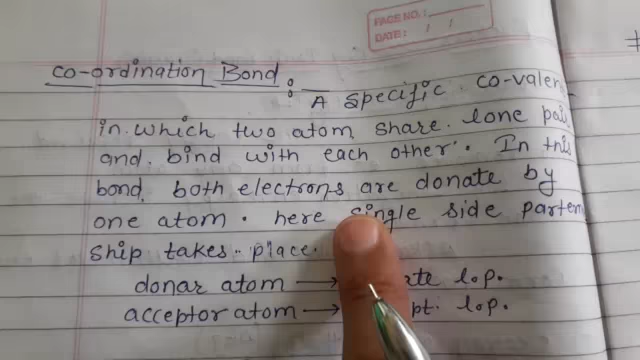 PAGE NO.:
DATE: / /
Co-ordination Bond :
A specific co-valen
in which two atom share lone pai
and bind with each other. In this
bond both electrons are donate by
one atom. here single side partern
ship takes place.
donar atom → l.o.p.
acceptor atom → l.o.p.